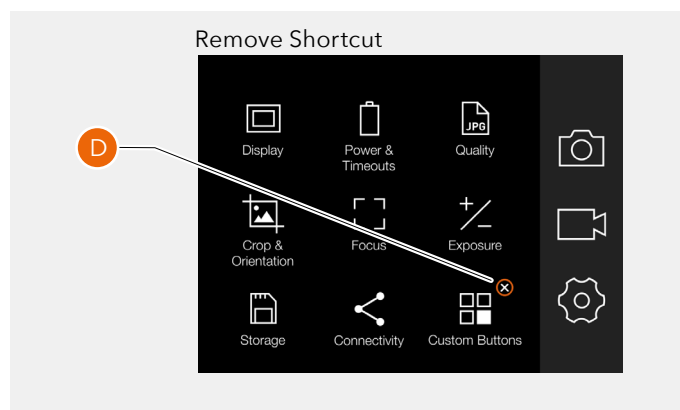 Remove Shortcut
D
Display
Power &
Timeouts
JPG
Quality
Crop &
Orientation
Focus
Exposure
Storage
Connectivity
Custom Buttons